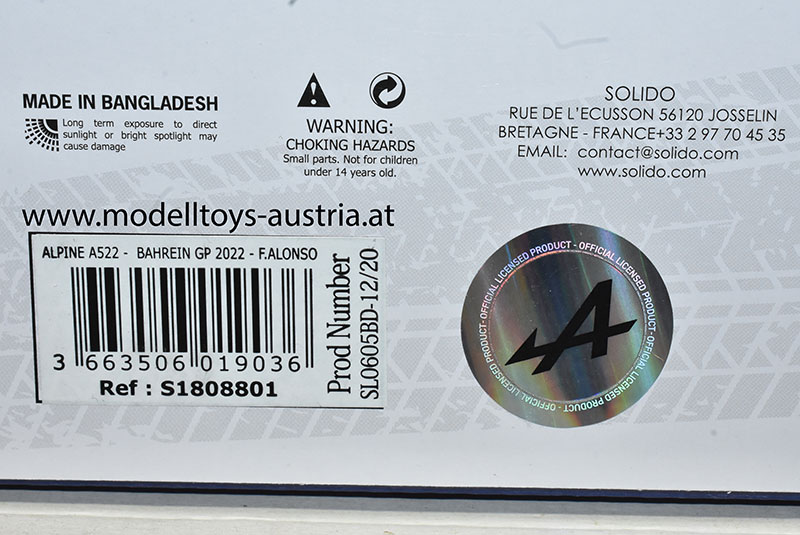 MADE IN BANGLADESH
Long term exposure to direct
sunlight or bright spotlight may
cause damage
WARNING:
CHOKING HAZARDS
Small parts. Not for children
under 14 years old.
SOLIDO
RUE DE L'ECUSSON 56120 JOSSELIN
BRETAGNE - FRANCE+33 2 97 70 45 35
EMAIL: contact@solido.com
www.solido.com
www.modelltoys-austria.at
ALPINE A522 - BAHREIN GP 2022 - F.ALONSO
3 663506 019036
Ref : S1808801
Prod Number
SL0605BD-12/20
OFFICIAL LICENSED PRODUCT - OFFICIAL LICENSED PRODUCT - OFFICIAL LICENSED PRODUCT - OFFICIAL LICENSED PRODUCT -
A